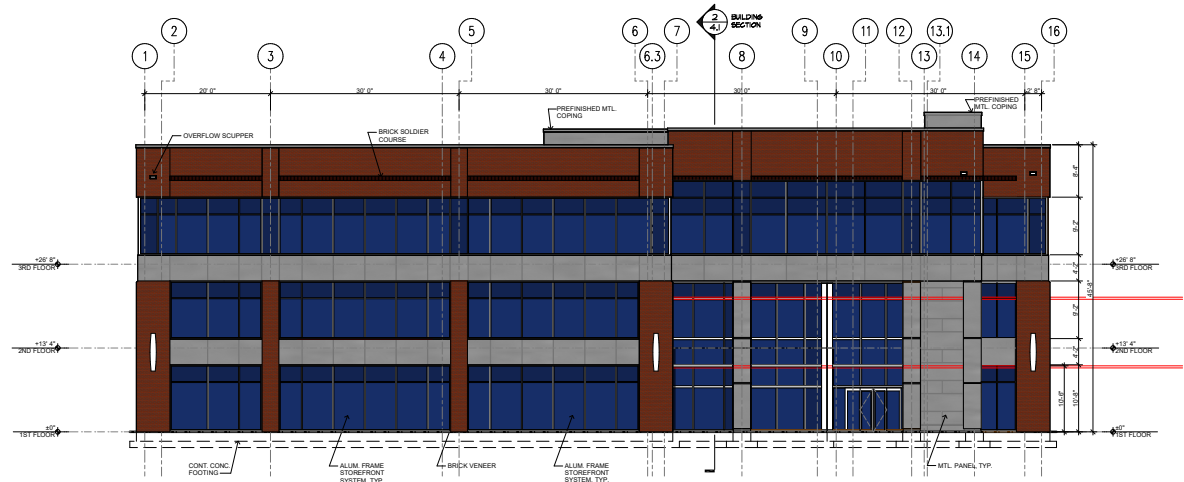 2
4.1
BUILDING
SECTION
1
2
3
4
5
6
6.3
7
8
9
10
11
12
13
13.1
14
15
16
20' 0"
30' 0"
30' 0"
30' 0"
30' 0"
2' 8"
PREFINISHED MTL.
COPING
PREFINISHED
MTL. COPING
OVERFLOW SCUPPER
BRICK SOLDIER
COURSE
8'-4"
9'-2"
4'-2"
9'-2"
4'-2"
10'-8"
10'-6"
45'-8"
+26' 8"
3RD FLOOR
+26' 8"
3RD FLOOR
+13' 4"
2ND FLOOR
+13' 4"
2ND FLOOR
±0"
1ST FLOOR
±0"
1ST FLOOR
CONT. CONC.
FOOTING
ALUM. FRAME
STOREFRONT
SYSTEM, TYP.
BRICK VENEER
ALUM. FRAME
STOREFRONT
SYSTEM, TYP.
MTL. PANEL, TYP.